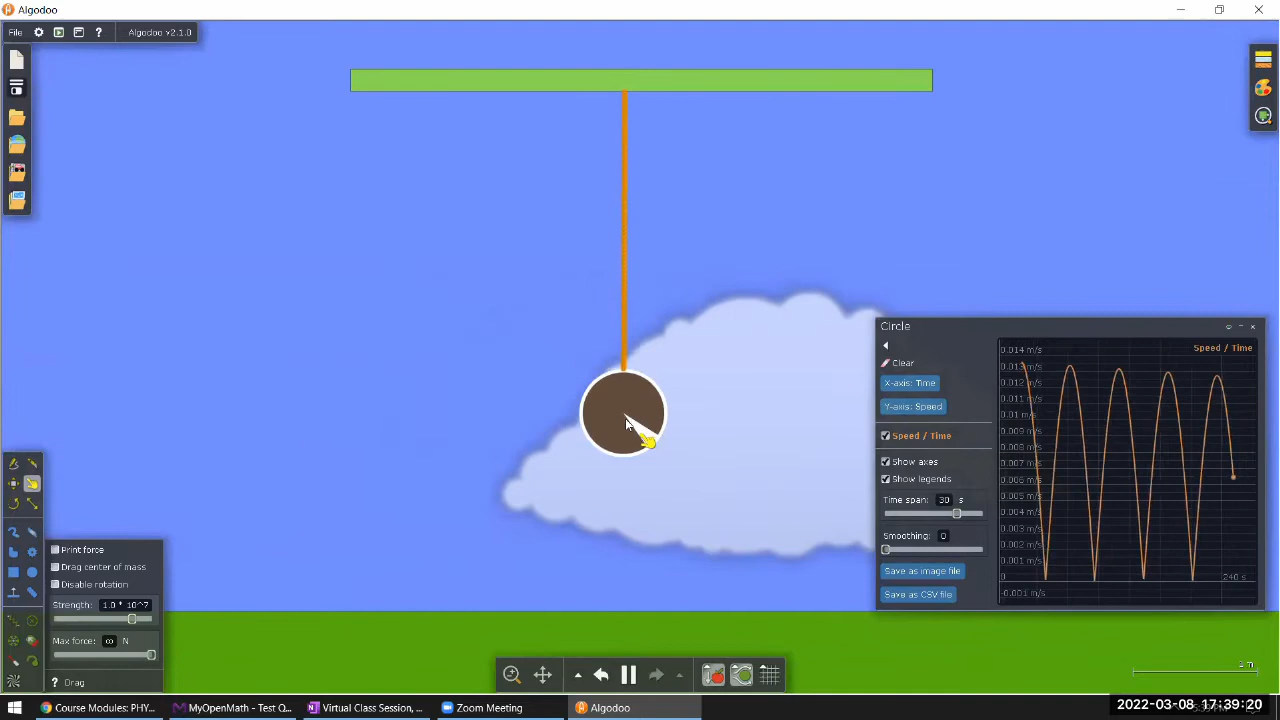 Algodoo
File ? Algodoo v2.1.0
Circle
Clear
X-axis: Time
Y-axis: Speed
Speed / Time
Show axes
Show legends
Time span: 30 s
Smoothing: 0
Save as image file
Save as CSV file
Speed / Time
0.014 m/s
0.013 m/s
0.012 m/s
0.01 m/s
0.009 m/s
0.008 m/s
0.007 m/s
0.006 m/s
0.005 m/s
0.004 m/s
0.003 m/s
0.002 m/s
0.001 m/s
0
240 s
-0.001 m/s
Print force
Drag center of mass
Disable rotation
Strength: 1.0 * 10^7
Max force: ∞ N
? Drag
Course Modules: PHY... MyOpenMath - Test Q... Virtual Class Session, ... Zoom Meeting Algodoo
2022-03-08 17:39:20